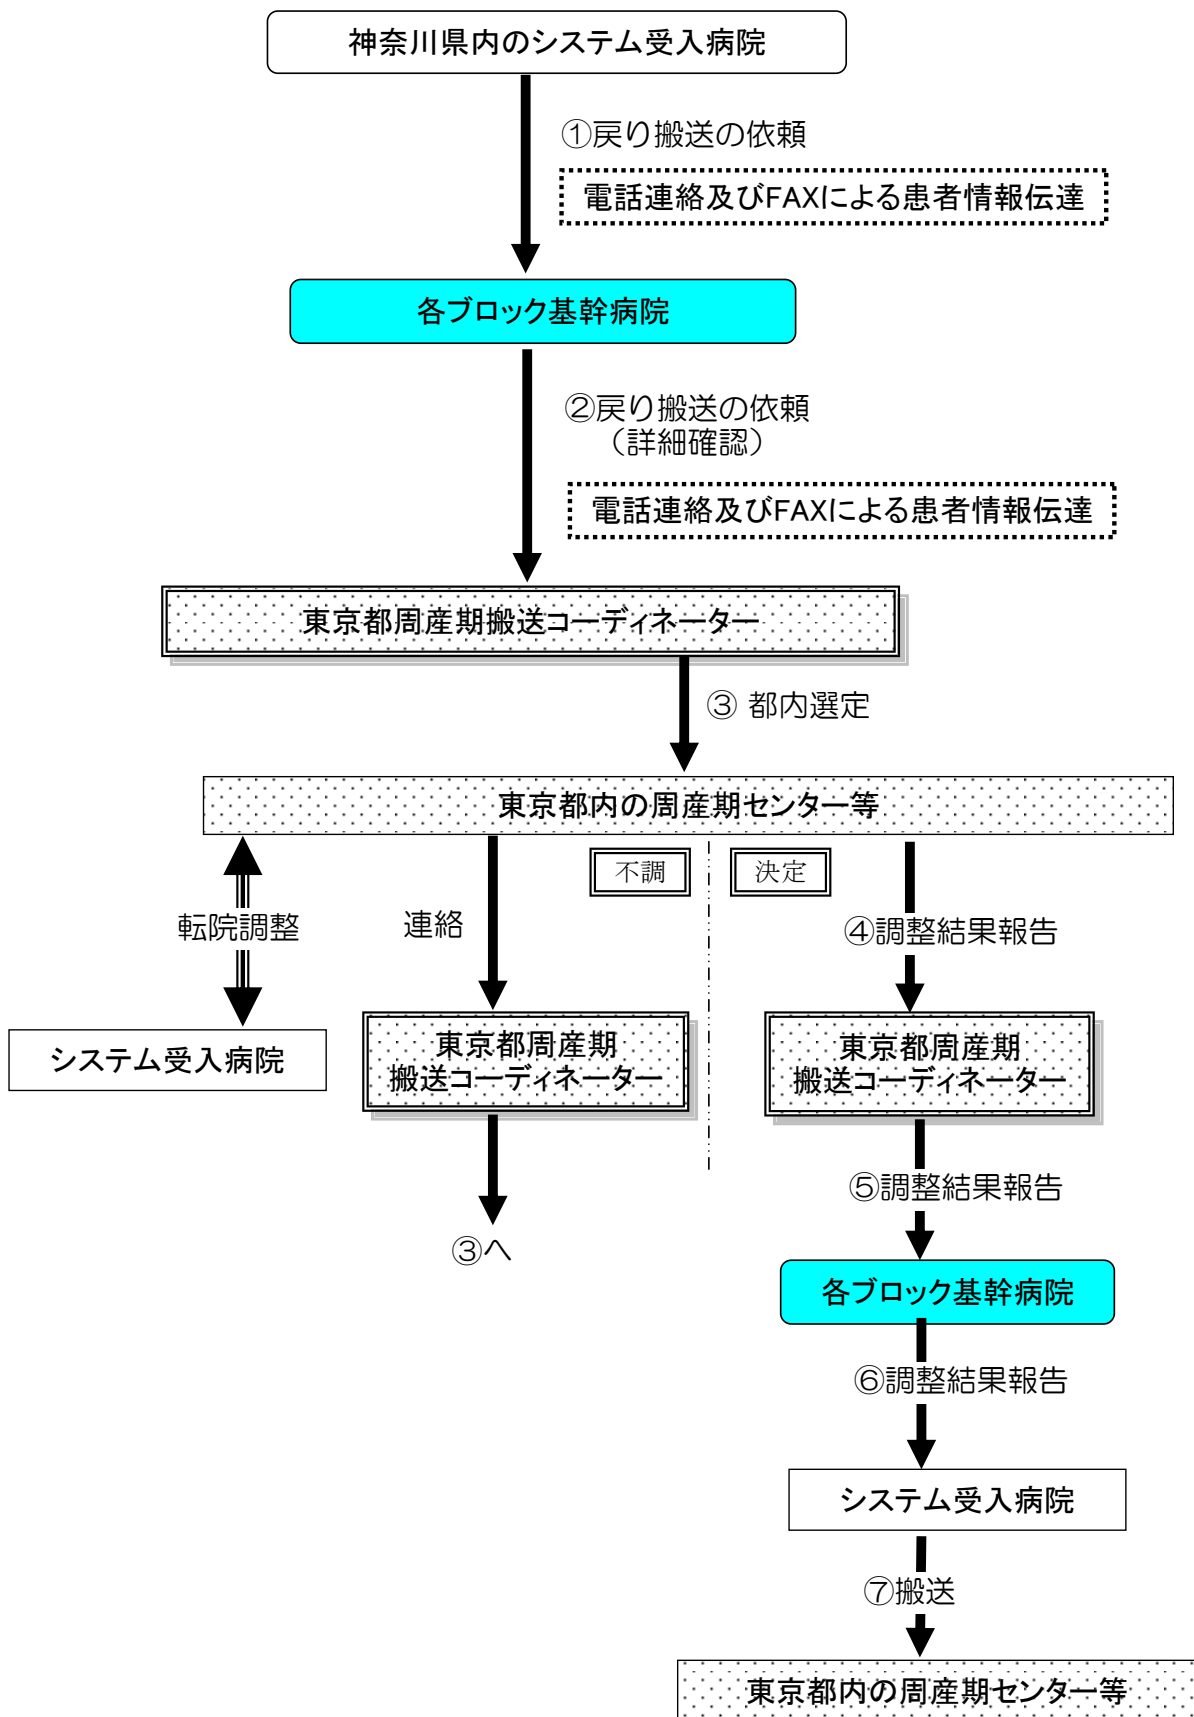 神奈川県内のシステム受入病院
①戻り搬送の依頼
電話連絡及びFAXによる患者情報伝達
各ブロック基幹病院
②戻り搬送の依頼
（詳細確認）
電話連絡及びFAXによる患者情報伝達
東京都周産期搬送コーディネーター
③ 都内選定
東京都内の周産期センター等
不調
決定
転院調整
連絡
④調整結果報告
システム受入病院
東京都周産期
搬送コーディネーター
東京都周産期
搬送コーディネーター
⑤調整結果報告
③へ
各ブロック基幹病院
⑥調整結果報告
システム受入病院
⑦搬送
東京都内の周産期センター等